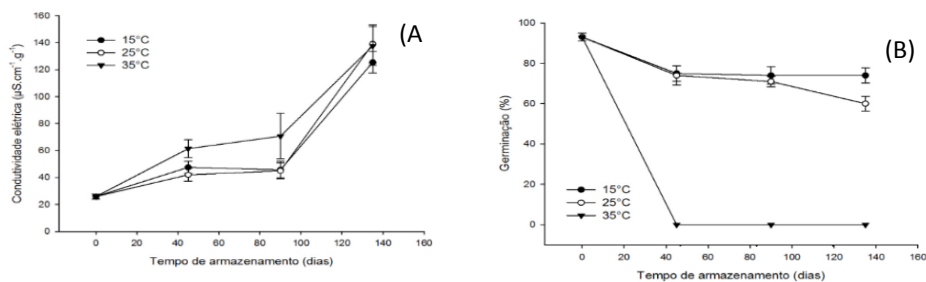 160
140
120
100
80
60
40
20
0
Condutividade elétrica (µS.cm⁻¹.g⁻¹)
15°C
25°C
35°C
(A
0 20 40 60 80 100 120 140 160
Tempo de armazenamento (dias)
100
80
60
40
20
0
Germinação (%)
(B)
15°C
25°C
35°C
0 20 40 60 80 100 120 140 160
Tempo de armazenamento (dias)